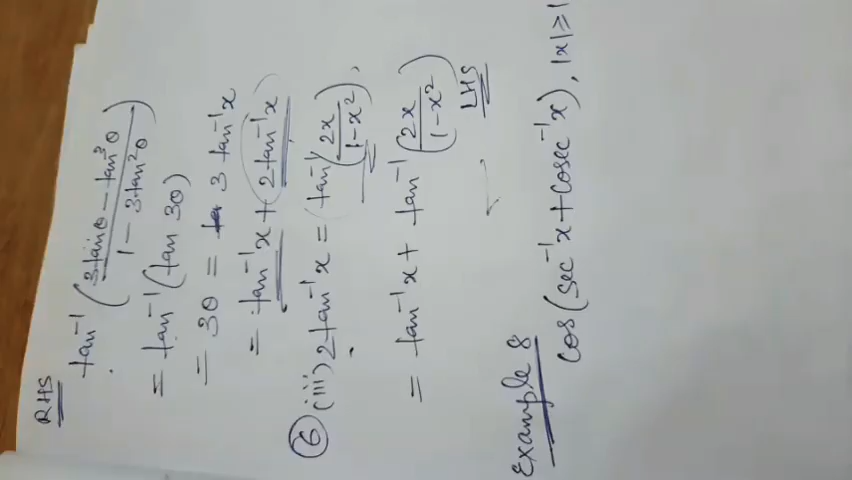 RHS
tan⁻¹ (3tanθ - tan³θ / 1 - 3tan²θ)
= tan⁻¹ (tan 3θ)
= 3θ = 3 tan⁻¹x
= tan⁻¹x + 2tan⁻¹x
⑥ (iii) 2tan⁻¹x = tan⁻¹(2x / 1-x²),
= tan⁻¹x + tan⁻¹(2x / 1-x²)
LHS
Example 8
cos(sec⁻¹x + cosec⁻¹x), |x| ≥ 1